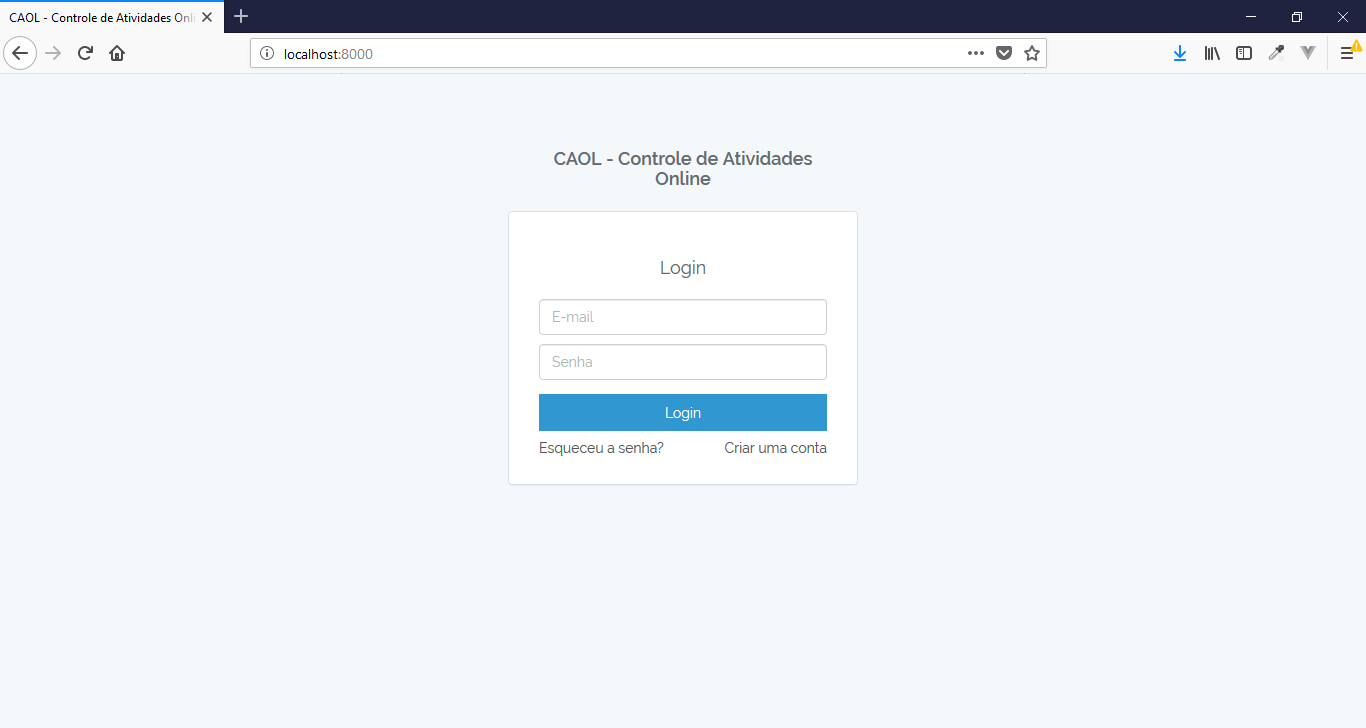 CAOL - Controle de Atividades Onli
localhost:8000
CAOL - Controle de Atividades
Online
Login
E-mail
Senha
Login
Esqueceu a senha? Criar uma conta